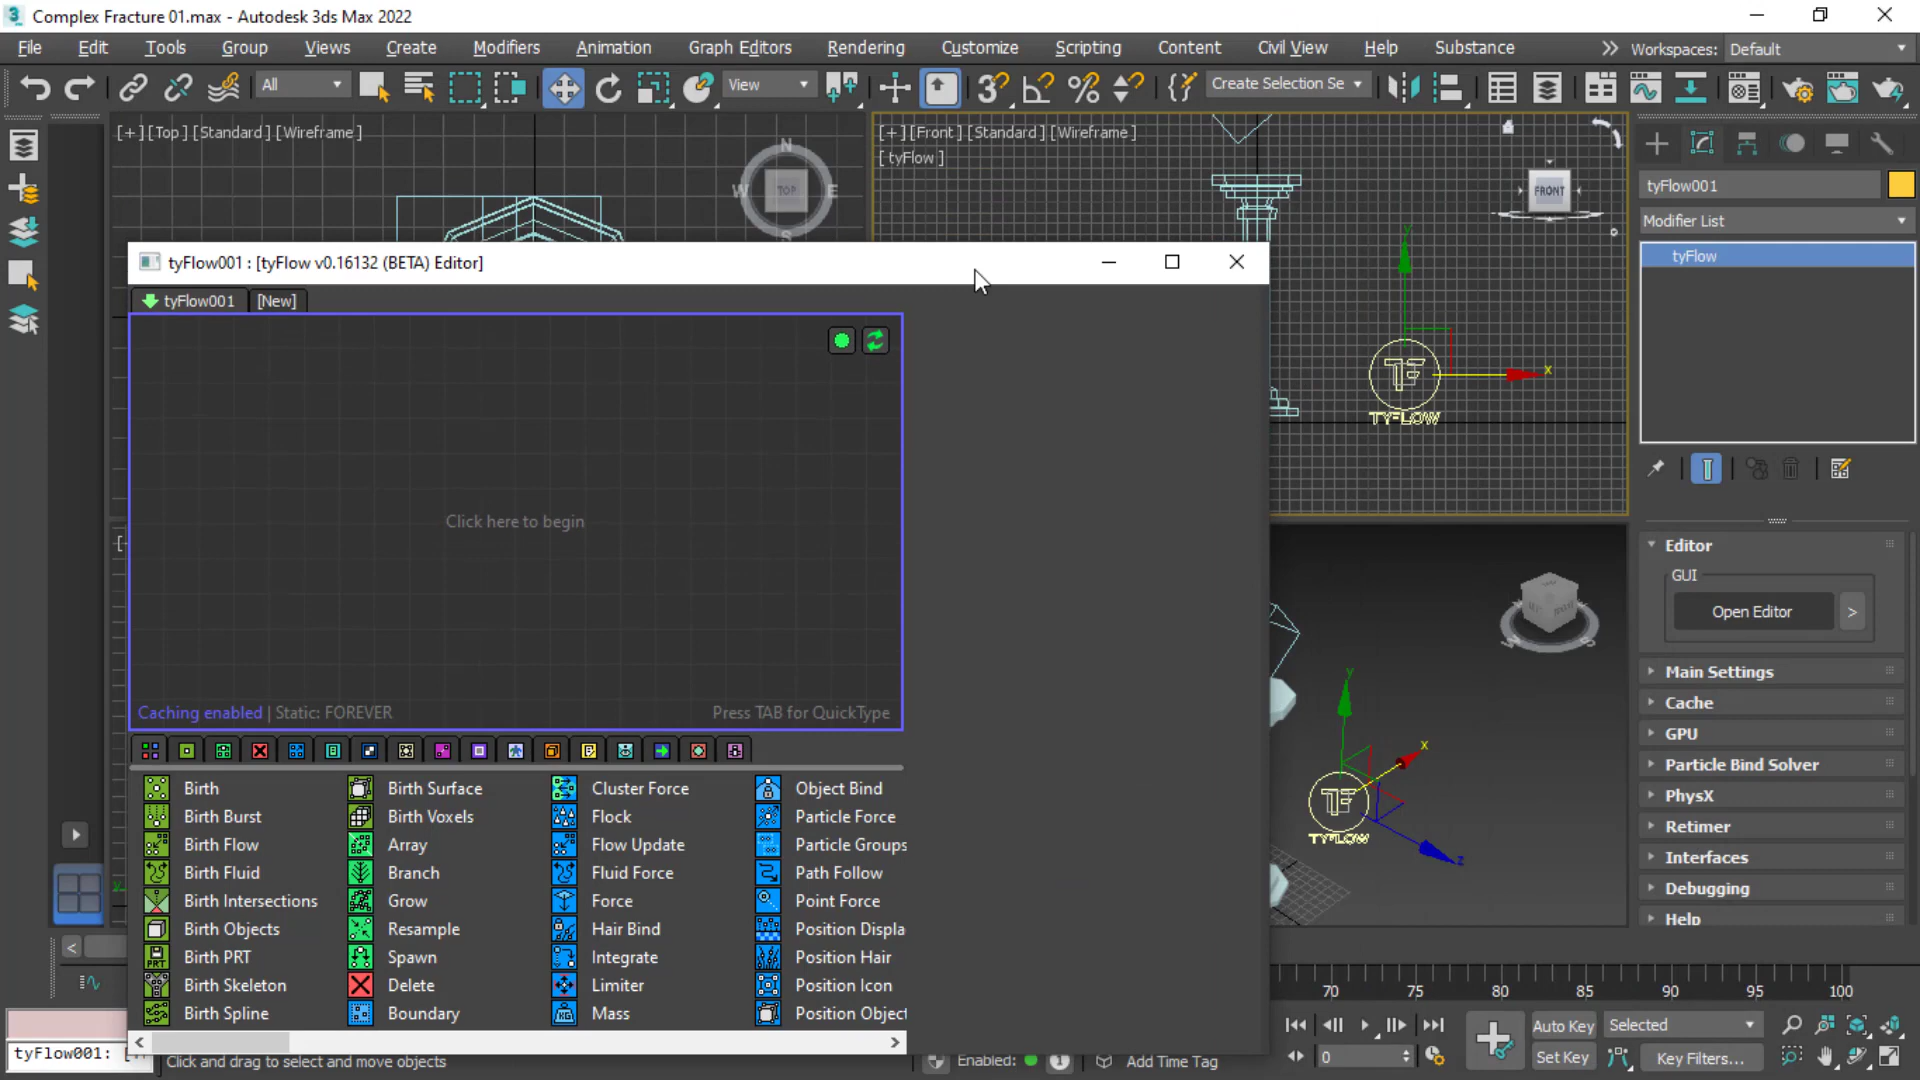 Complex Fracture 01.max - Autodesk 3ds Max 2022
File Edit Tools Group Views Create Modifiers Animation Graph Editors Rendering Customize Scripting Content Civil View Help Substance Workspaces: Default
All View Create Selection Se
[+] [Top] [Standard] [Wireframe]
[+] [Front] [Standard] [Wireframe]
[ tyFlow ]
N W E S TOP
FRONT
tyFlow001
Modifier List
tyFlow
tyFlow001 : [tyFlow v0.16132 (BETA) Editor]
tyFlow001 [New]
Click here to begin
Caching enabled | Static: FOREVER
Press TAB for QuickType
y x
TYFLOW
y x z
TYFLOW
Birth Birth Surface Cluster Force Object Bind
Birth Burst Birth Voxels Flock Particle Force
Birth Flow Array Flow Update Particle Groups
Birth Fluid Branch Fluid Force Path Follow
Birth Intersections Grow Force Point Force
Birth Objects Resample Hair Bind Position Displa
Birth PRT Spawn Integrate Position Hair
Birth Skeleton Delete Limiter Position Icon
Birth Spline Boundary Mass Position Object
Editor
GUI
Open Editor >
Main Settings
Cache
GPU
Particle Bind Solver
PhysX
Retimer
Interfaces
Debugging
Help
70 75 80 85 90 95 100
Auto Key Selected
Set Key Key Filters...
0
tyFlow001: [
Click and drag to select and move objects
Enabled: 1
Add Time Tag